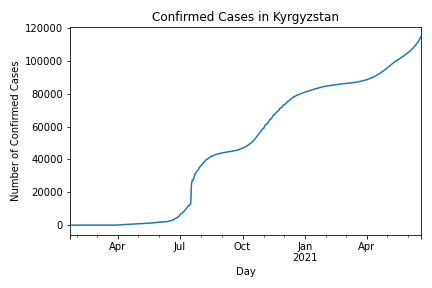 Confirmed Cases in Kyrgyzstan
120000
100000
80000
60000
40000
20000
0
Number of Confirmed Cases
Apr Jul Oct Jan Apr
2021
Day